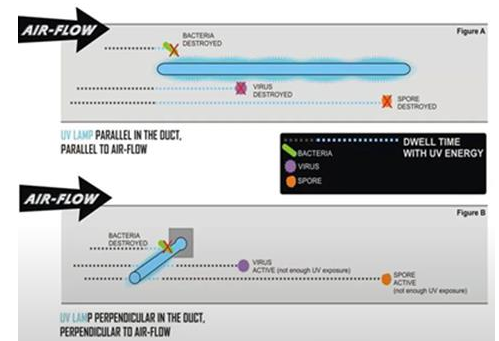 AIR-FLOW
Figure A
BACTERIA
DESTROYED
VIRUS
DESTROYED
SPORE
DESTROYED
UV LAMP PARALLEL IN THE DUCT,
PARALLEL TO AIR-FLOW
DWELL TIME
WITH UV ENERGY
BACTERIA
VIRUS
SPORE
AIR-FLOW
Figure B
BACTERIA
DESTROYED
VIRUS
ACTIVE (not enough UV exposure)
SPORE
ACTIVE
(not enough UV exposure)
UV LAMP PERPENDICULAR IN THE DUCT,
PERPENDICULAR TO AIR-FLOW